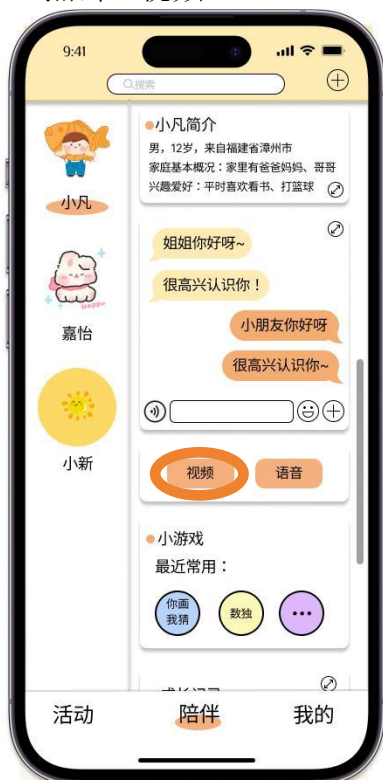 9:41
搜索
小凡
嘉怡
小新
小凡简介
男，12岁，来自福建省漳州市
家庭基本概况：家里有爸爸妈妈、哥哥
兴趣爱好：平时喜欢看书、打篮球
姐姐你好呀~
很高兴认识你！
小朋友你好呀
很高兴认识你~
视频
语音
小游戏
最近常用：
你画
我猜
数独
活动
陪伴
我的